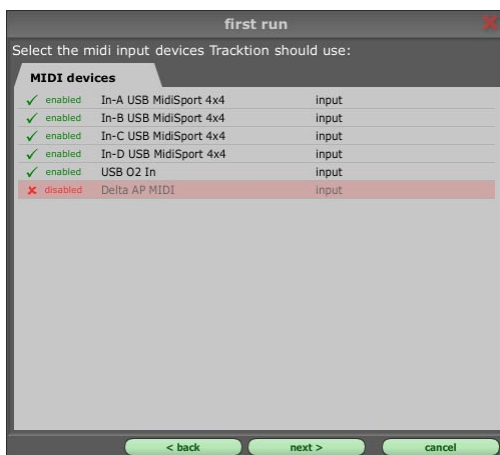 first run
Select the midi input devices Tracktion should use:
MIDI devices
enabled In-A USB MidiSport 4x4 input
enabled In-B USB MidiSport 4x4 input
enabled In-C USB MidiSport 4x4 input
enabled In-D USB MidiSport 4x4 input
enabled USB O2 In input
disabled Delta AP MIDI input
< back next > cancel